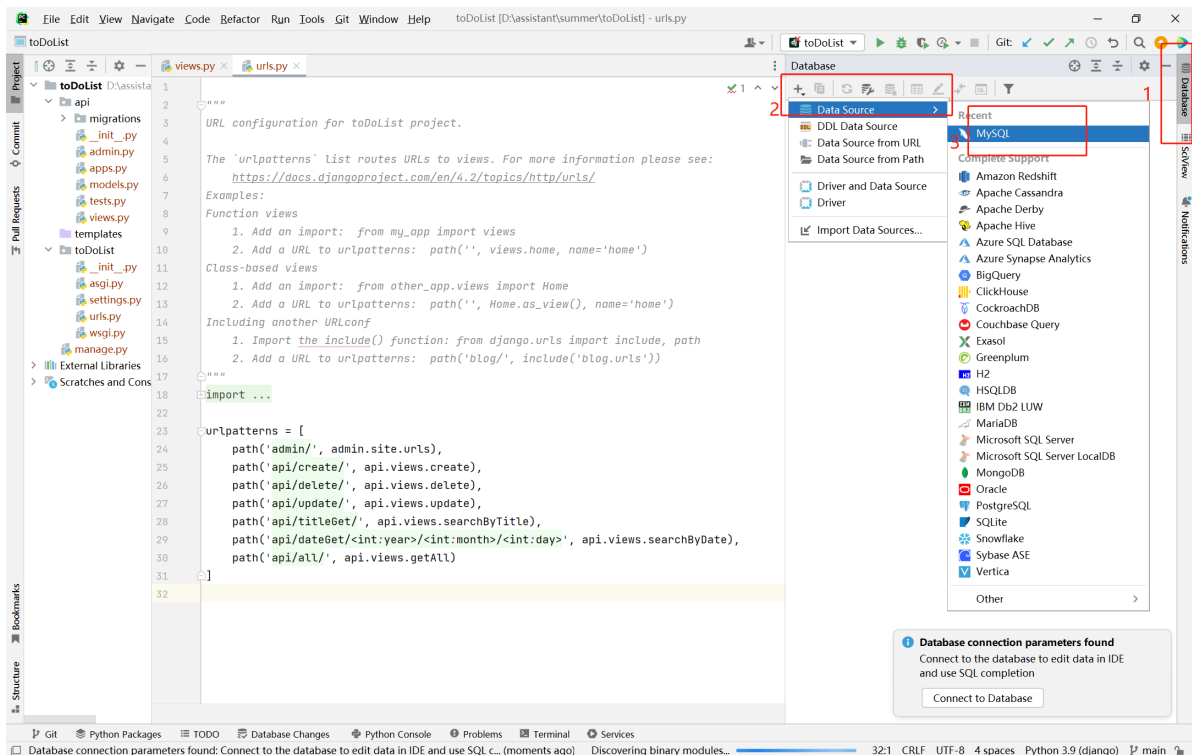 File Edit View Navigate Code Refactor Run Tools Git Window Help toDoList [D:\assistant\summer\toDoList] - urls.py
toDoList
toDoList
Git:
Project
Commit
Pull Requests
Bookmarks
Structure
toDoList D:\assista
api
migrations
__init__.py
admin.py
apps.py
models.py
tests.py
views.py
templates
toDoList
__init__.py
asgi.py
settings.py
urls.py
wsgi.py
manage.py
External Libraries
Scratches and Cons
views.py
urls.py
1
1
2 """
3 URL configuration for toDoList project.
4
5 The `urlpatterns` list routes URLs to views. For more information please see:
6 https://docs.djangoproject.com/en/4.2/topics/http/urls/
7 Examples:
8 Function views
9 1. Add an import: from my_app import views
10 2. Add a URL to urlpatterns: path('', views.home, name='home')
11 Class-based views
12 1. Add an import: from other_app.views import Home
13 2. Add a URL to urlpatterns: path('', Home.as_view(), name='home')
14 Including another URLconf
15 1. Import the include() function: from django.urls import include, path
16 2. Add a URL to urlpatterns: path('blog/', include('blog.urls'))
17 """
18 import ...
22
23 urlpatterns = [
24 path('admin/', admin.site.urls),
25 path('api/create/', api.views.create),
26 path('api/delete/', api.views.delete),
27 path('api/update/', api.views.update),
28 path('api/titleGet/', api.views.searchByTitle),
29 path('api/dateGet/<int:year>/<int:month>/<int:day>', api.views.searchByDate),
30 path('api/all/', api.views.getAll)
31 ]
32
Database
1
2
3
Data Source
DDL Data Source
Data Source from URL
Data Source from Path
Driver and Data Source
Driver
Import Data Sources...
Recent
MySQL
Complete Support
Amazon Redshift
Apache Cassandra
Apache Derby
Apache Hive
Azure SQL Database
Azure Synapse Analytics
BigQuery
ClickHouse
CockroachDB
Couchbase Query
Exasol
Greenplum
H2
HSQLDB
IBM Db2 LUW
MariaDB
Microsoft SQL Server
Microsoft SQL Server LocalDB
MongoDB
Oracle
PostgreSQL
SQLite
Snowflake
Sybase ASE
Vertica
Other
Database
SciView
Notifications
Database connection parameters found
Connect to the database to edit data in IDE
and use SQL completion
Connect to Database
Git Python Packages TODO Database Changes Python Console Problems Terminal Services
Database connection parameters found: Connect to the database to edit data in IDE and use SQL c... (moments ago) Discovering binary modules... 32:1 CRLF UTF-8 4 spaces Python 3.9 (django) main